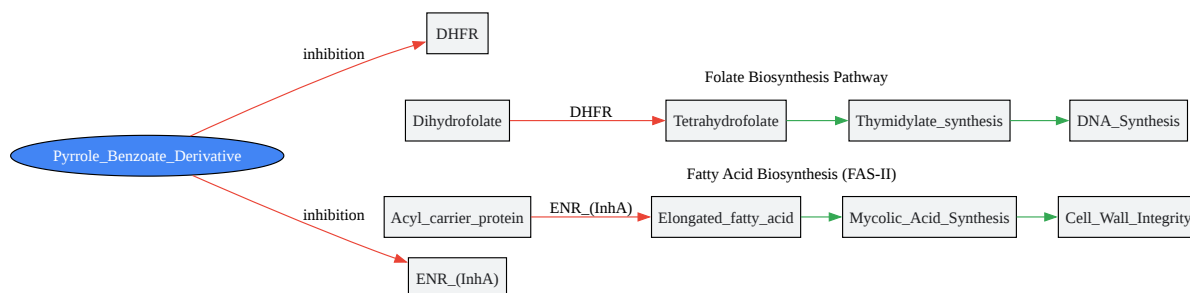 DHFR
inhibition
Folate Biosynthesis Pathway
Dihydrofolate
DHFR
Tetrahydrofolate
Thymidylate_synthesis
DNA_Synthesis
Pyrrole_Benzoate_Derivative
Fatty Acid Biosynthesis (FAS-II)
inhibition
Acyl_carrier_protein
ENR_(InhA)
Elongated_fatty_acid
Mycolic_Acid_Synthesis
Cell_Wall_Integrity
ENR_(InhA)